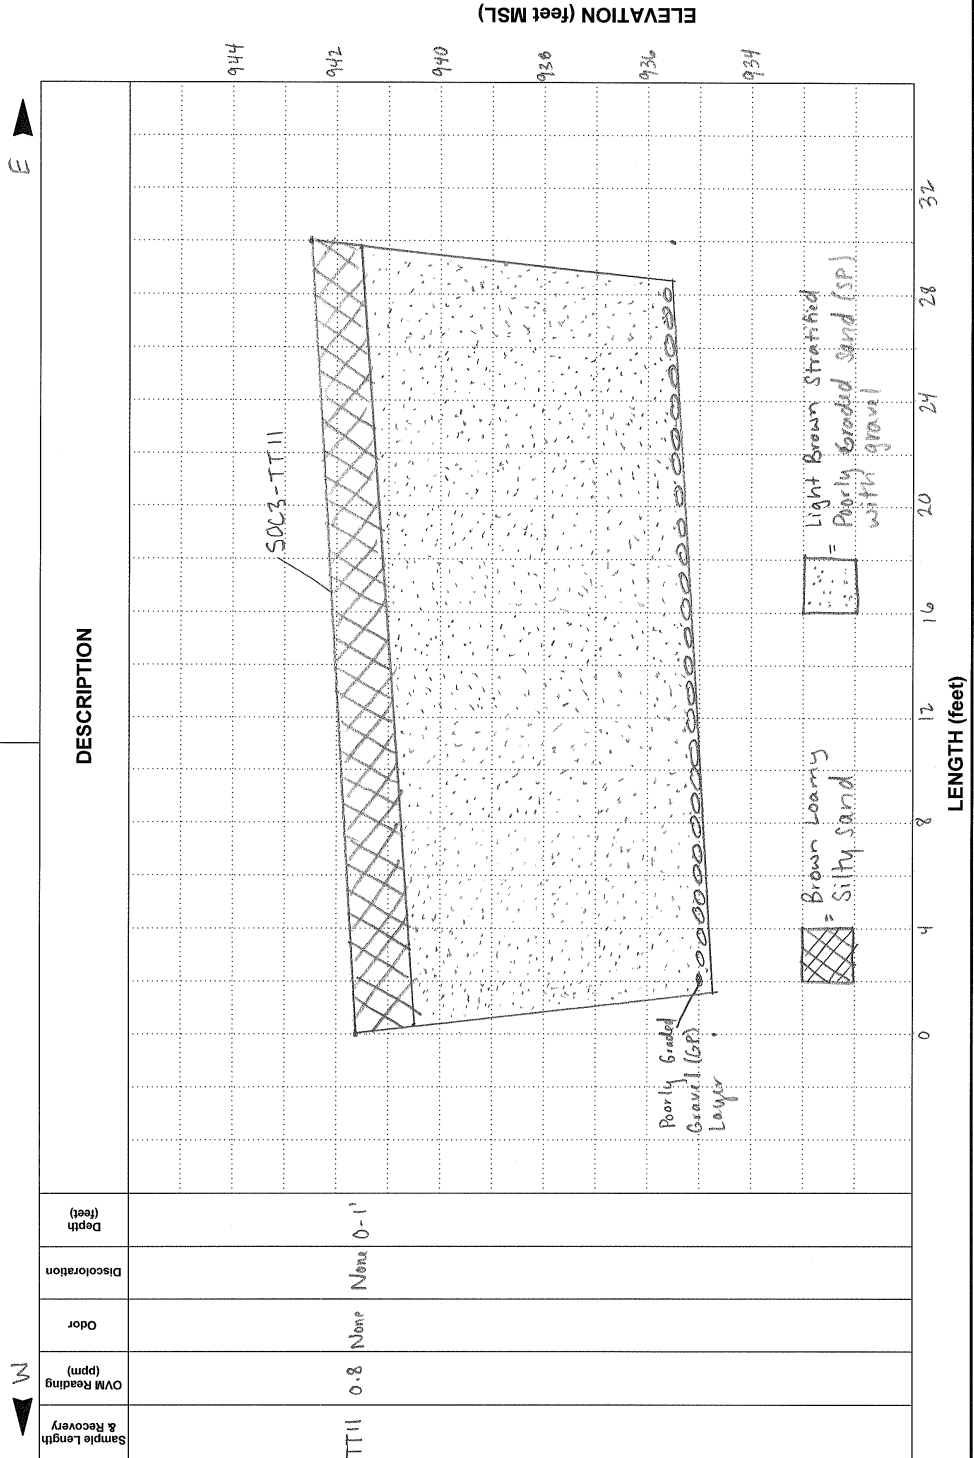 W
E
Sample Length
& Recovery
OVM Reading
(ppm)
Odor
Discoloration
Depth
(feet)
DESCRIPTION
TT11 0.8 None None 0-1'
SOC3-TT11
ELEVATION (feet MSL)
944
942
940
938
936
934
Poorly Graded
Gravel (GP)
Layer
= Brown Loamy
Silty Sand
= Light Brown Stratified
Poorly Graded Sand (SP)
with gravel
0 4 8 12 16 20 24 28 32
LENGTH (feet)